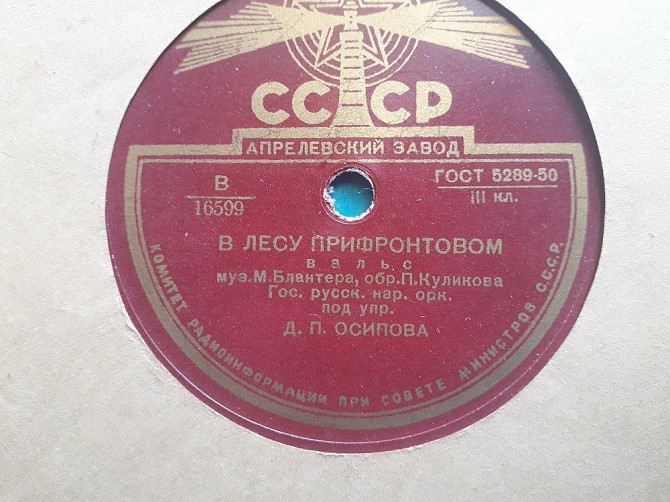 СССР
АПРЕЛЕВСКИЙ ЗАВОД
В
16599
ГОСТ 5289-50
III кл.
В ЛЕСУ ПРИФРОНТОВОМ
вальс
муз. М. Блантера, обр. П. Куликова
Гос. русск. нар. орк.
под упр.
Д. П. ОСИПОВА
КОМИТЕТ РАДИОИНФОРМАЦИИ ПРИ СОВЕТЕ МИНИСТРОВ С.С.С.Р.